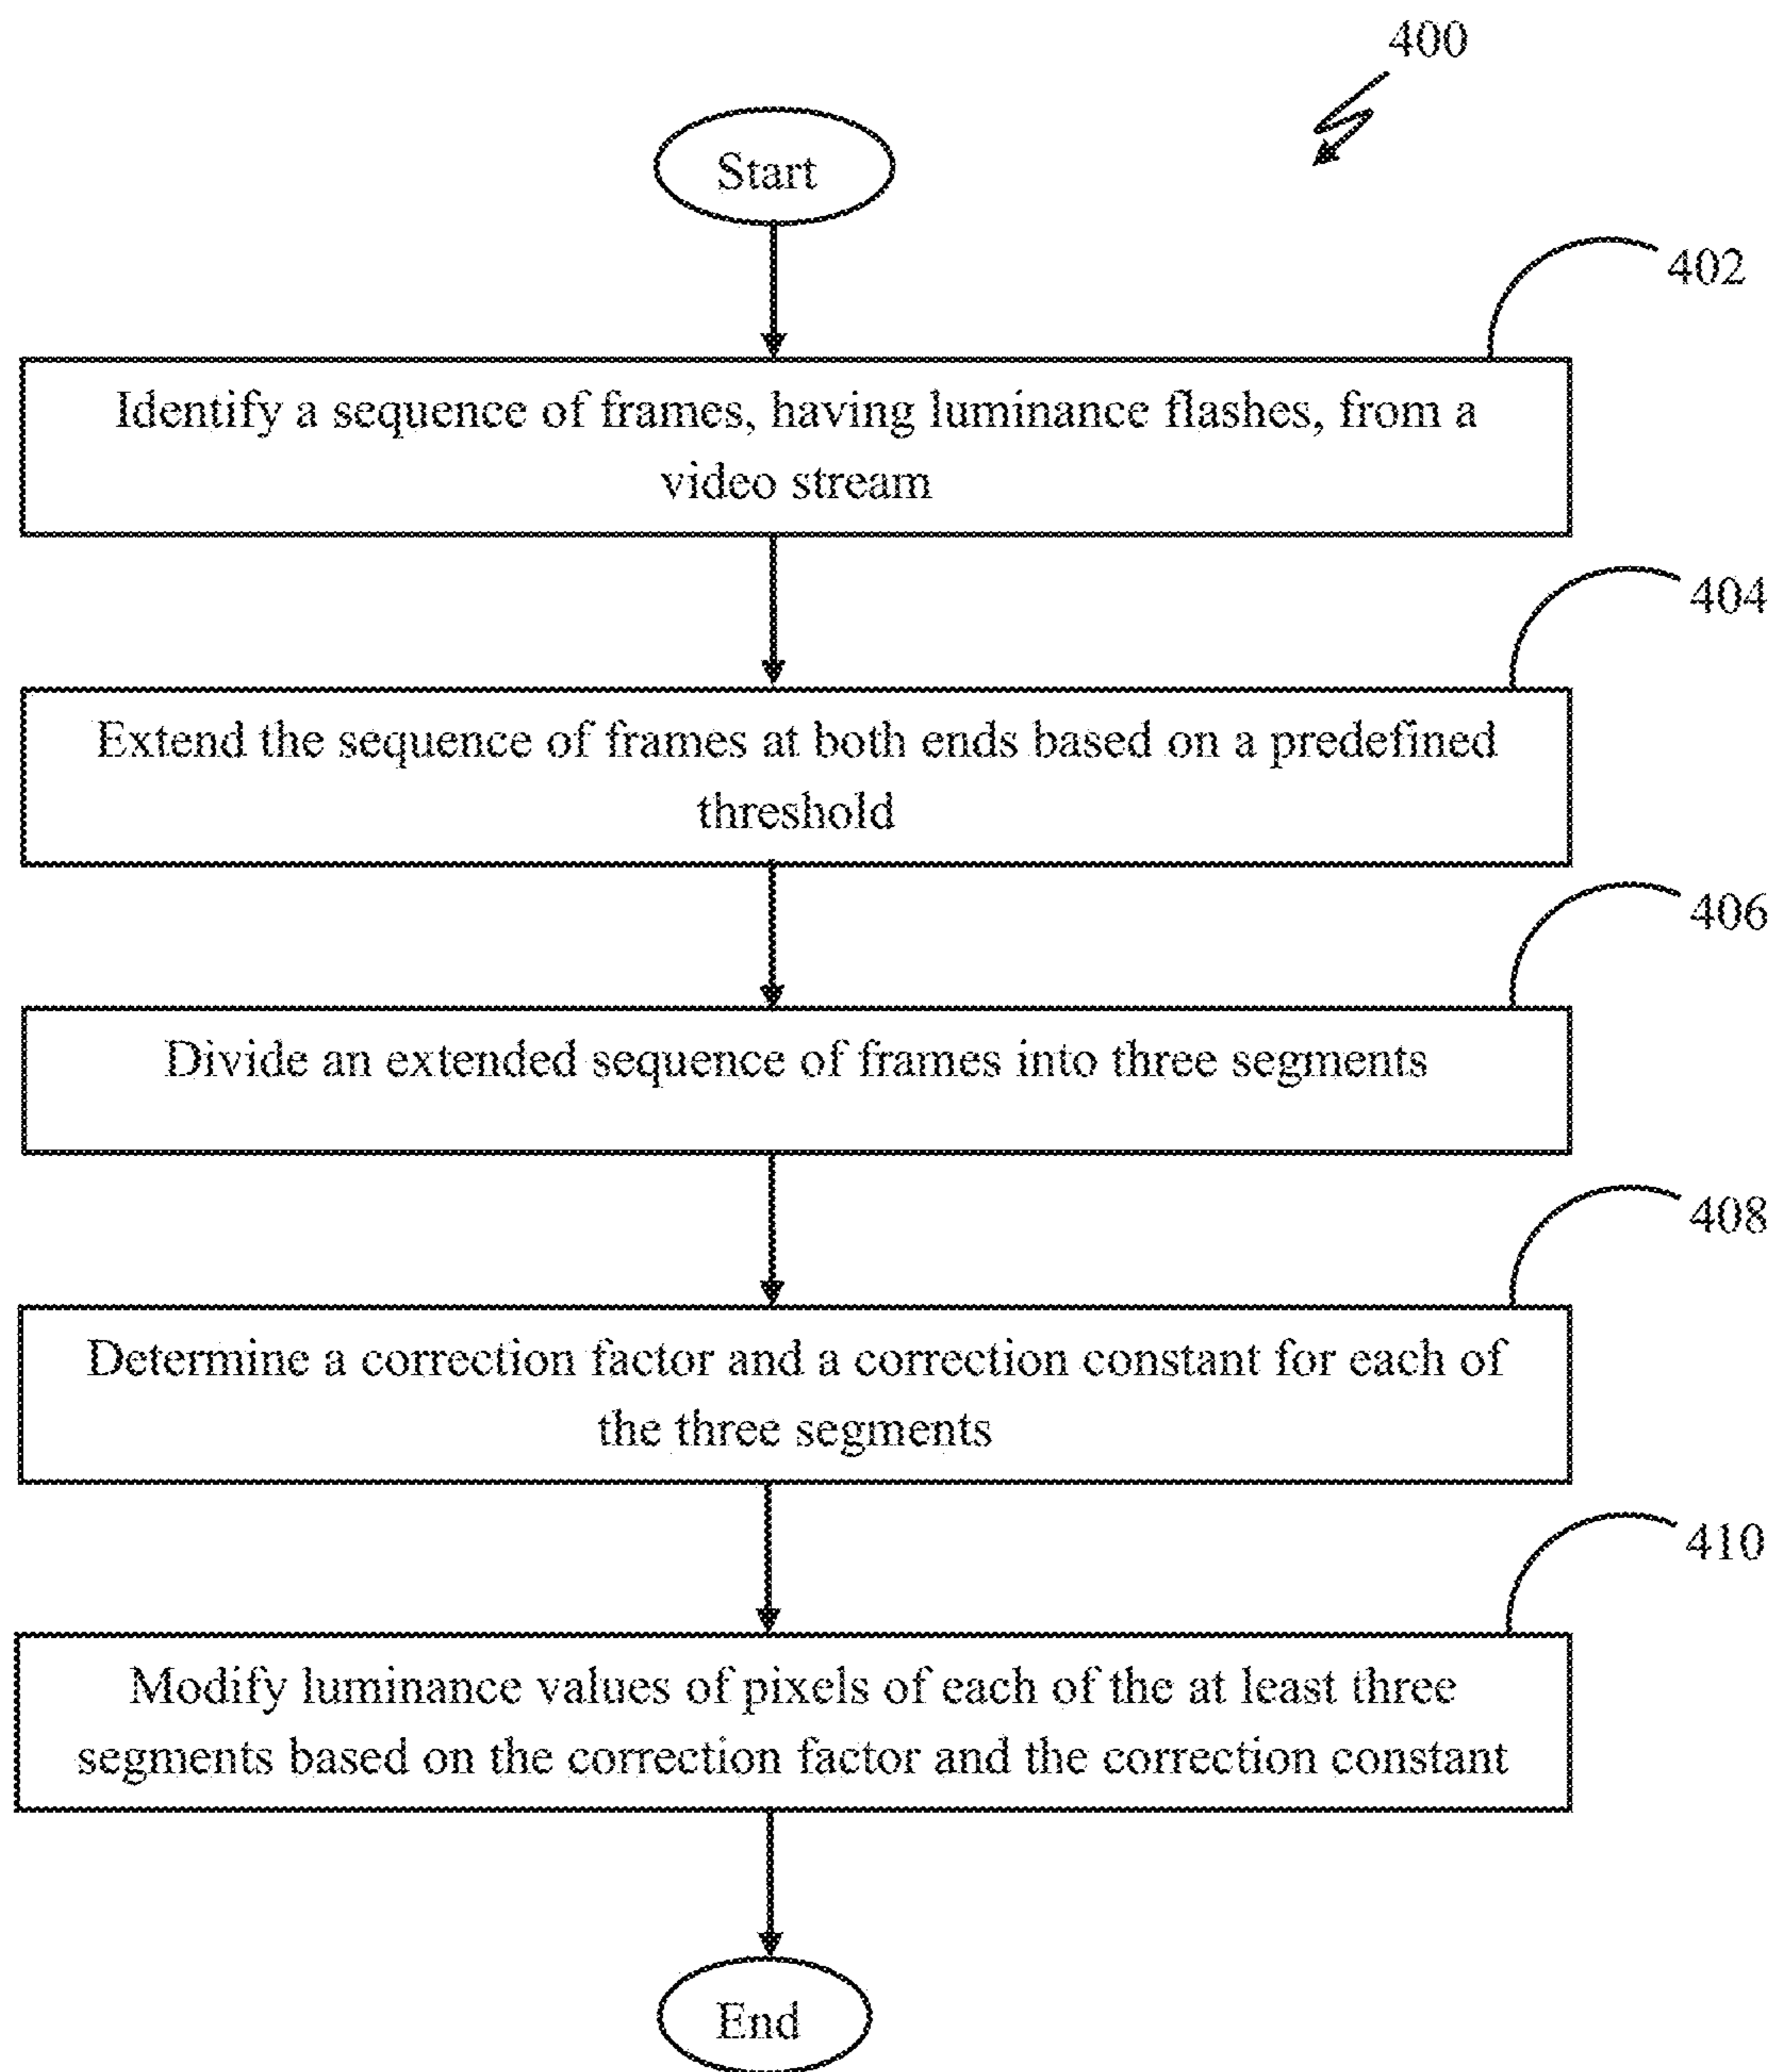 400
Start
402
Identify a sequence of frames, having luminance flashes, from a
video stream
404
Extend the sequence of frames at both ends based on a predefined
threshold
406
Divide an extended sequence of frames into three segments
408
Determine a correction factor and a correction constant for each of
the three segments
410
Modify luminance values of pixels of each of the at least three
segments based on the correction factor and the correction constant
End